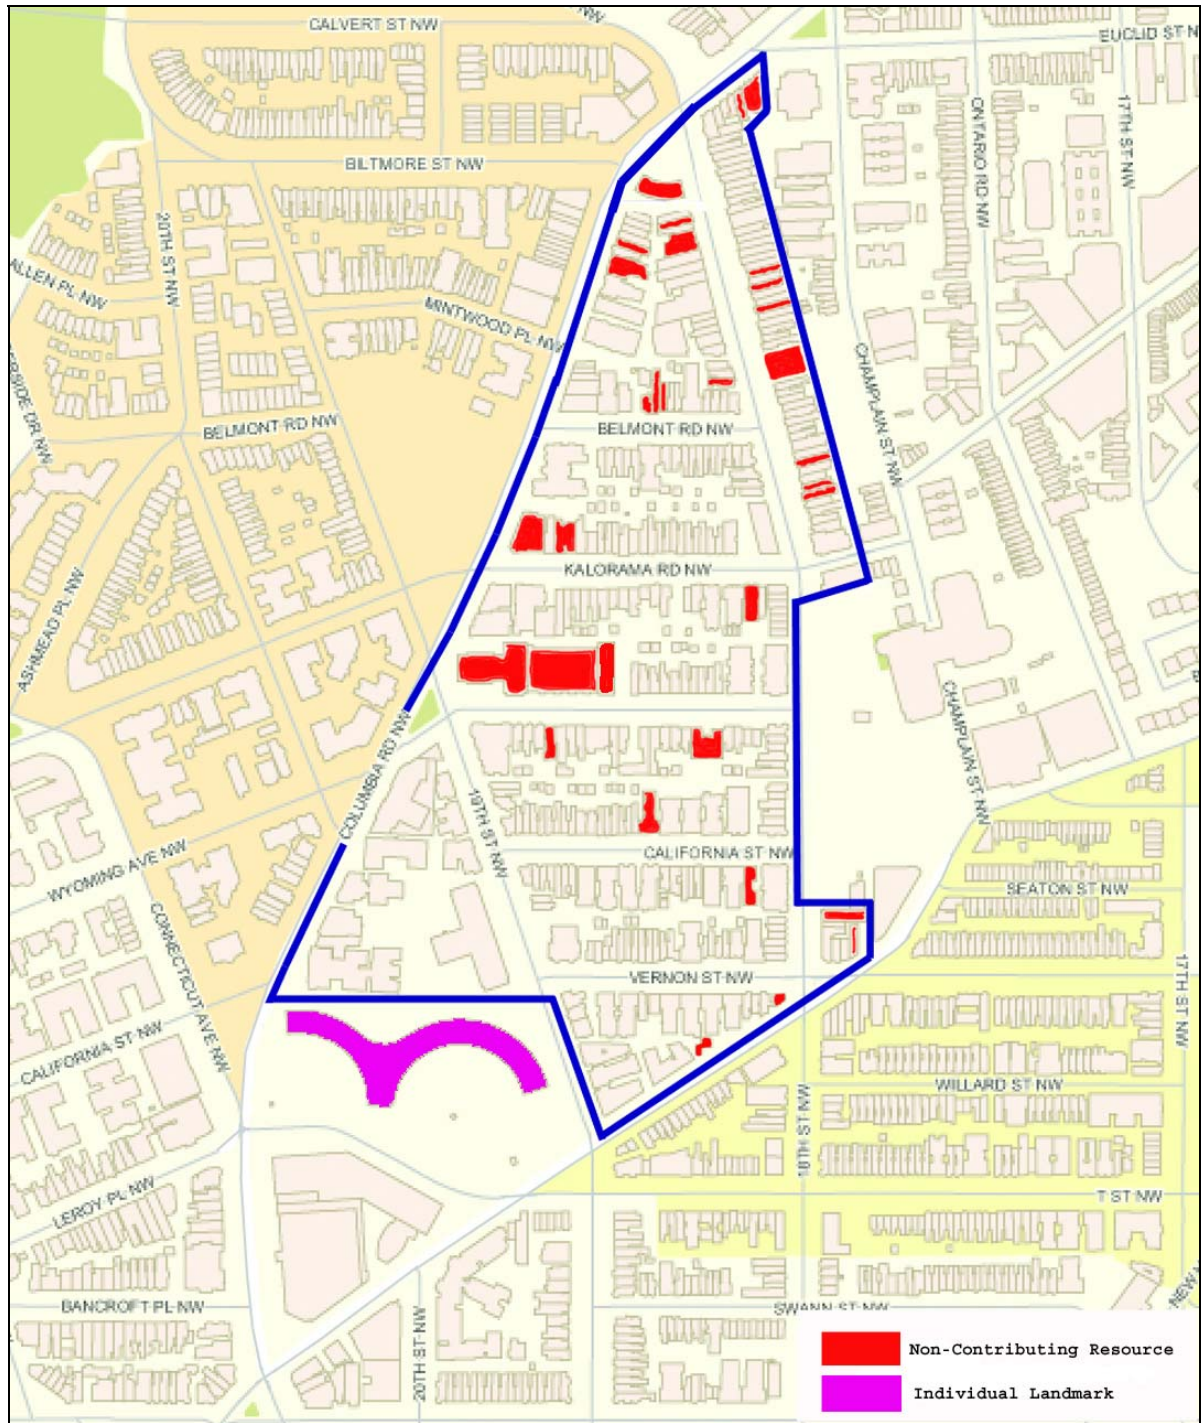 CALVERT ST NW
NW
EUCLID ST N
17TH ST NW
ONTARIO RD NW
BILTMORE ST NW
20TH ST NW
ALLEN PL NW
MINTWOOD PL NW
CHAMPLAIN ST NW
BELMONT RD NW
BELMONT RD NW
KALORAMA RD NW
ASHMEAD PL NW
COLUMBIA RD NW
CHAMPLAIN ST NW
19TH ST NW
CALIFORNIA ST NW
WYOMING AVE NW
SEATON ST NW
CONNECTICUT AVE NW
VERNON ST NW
17TH ST NW
CALIFORNIA ST NW
WILLARD ST NW
18TH ST NW
LEROY PL NW
T ST NW
BANCROFT PL NW
SWANN ST NW
NEW
20TH ST NW
Non-Contributing Resource
Individual Landmark